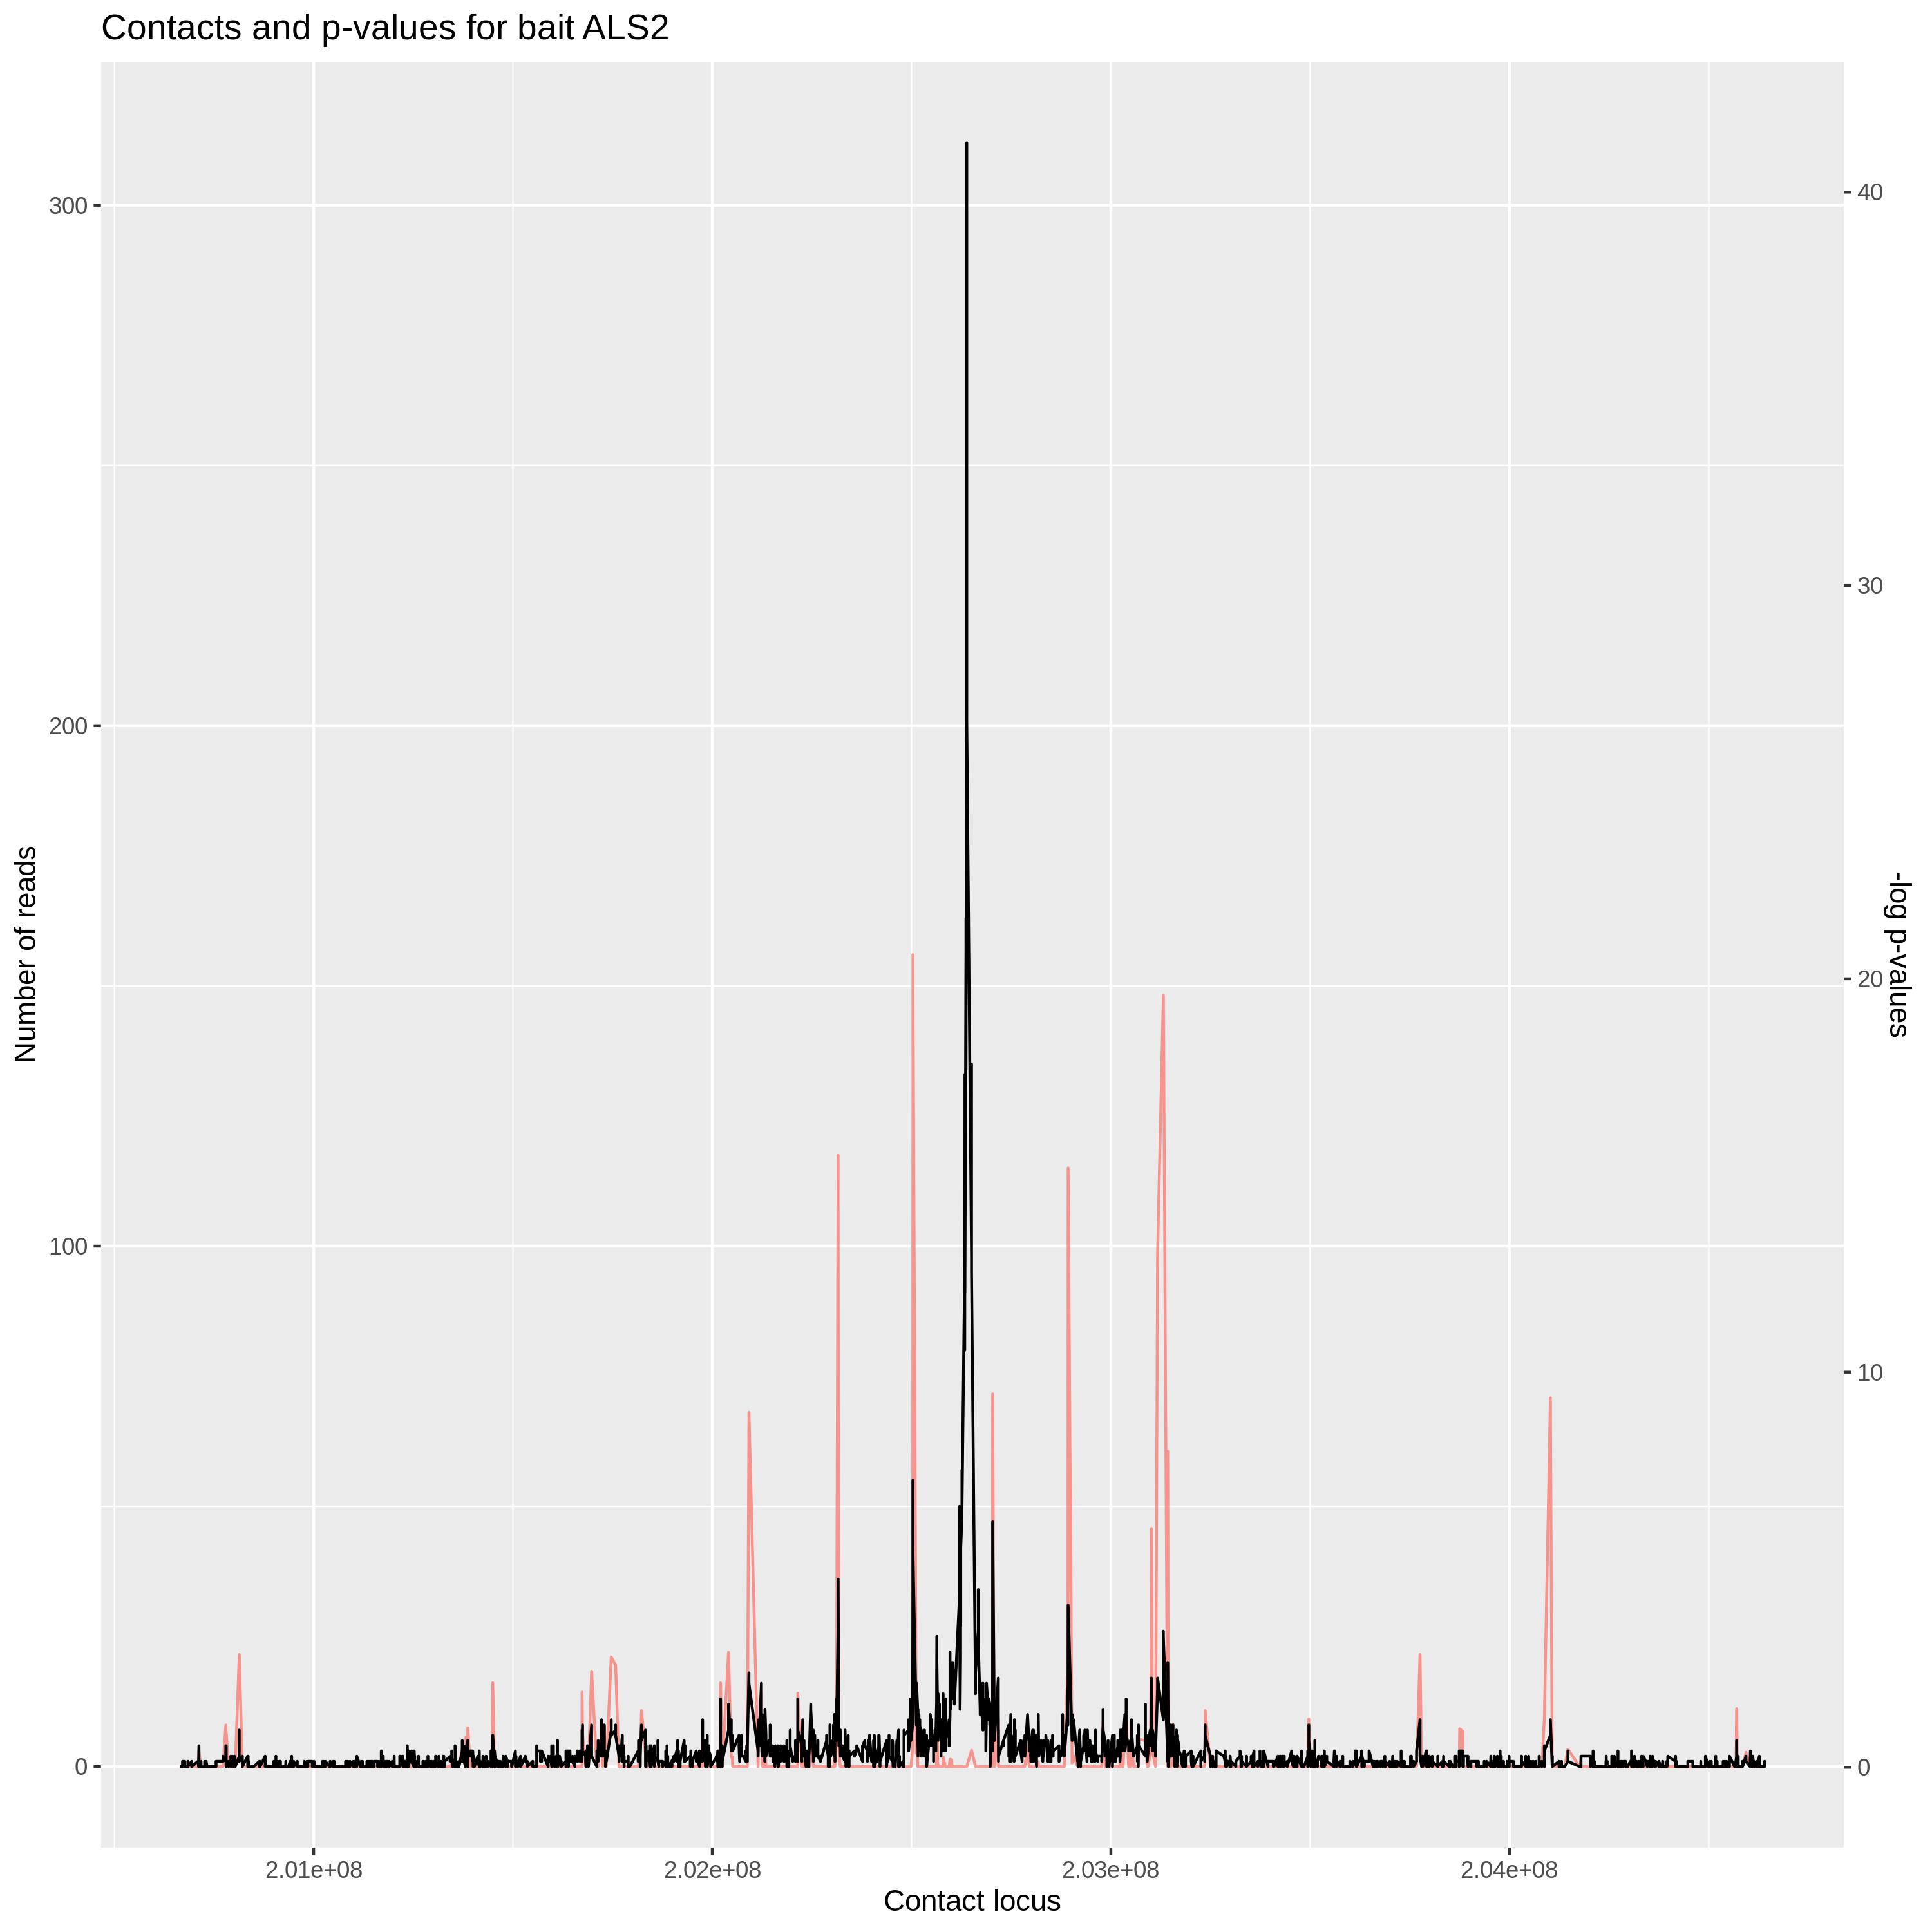 Contacts and p-values for bait ALS2
300
200
100
0
Number of reads
40
30
20
10
0
-log p-values
2.01e+08
2.02e+08
2.03e+08
2.04e+08
Contact locus